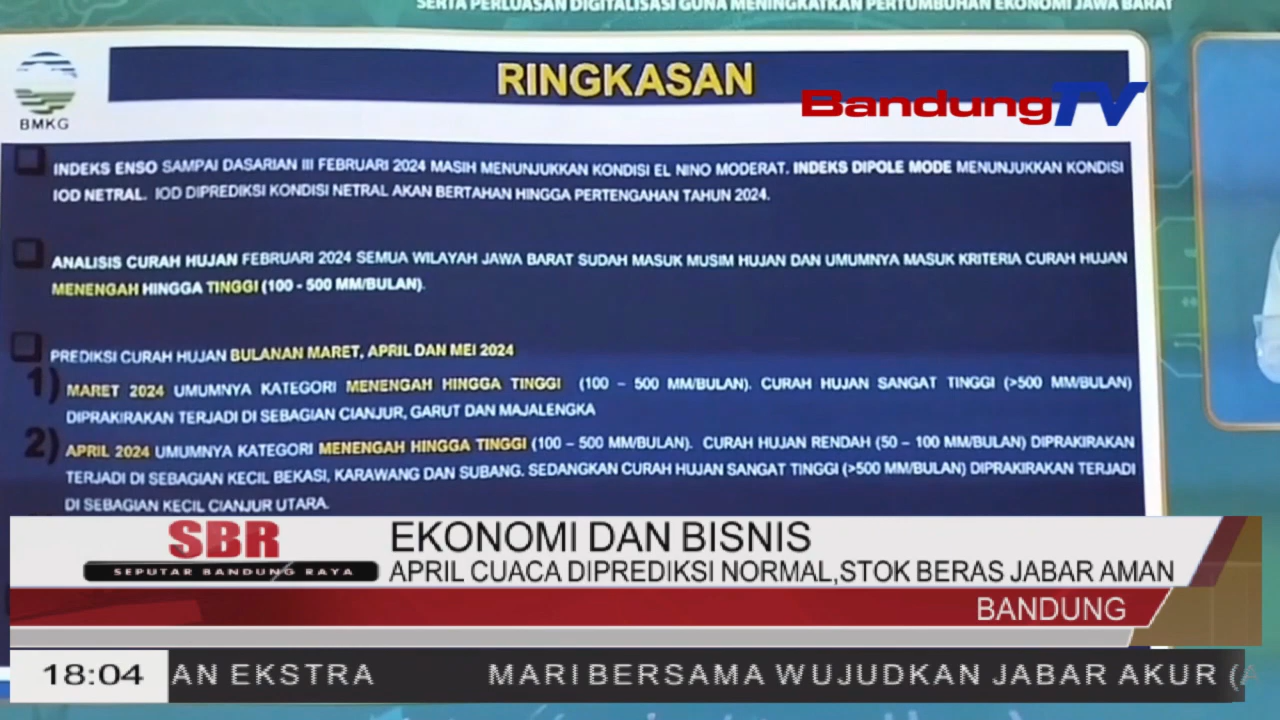 SERTA PERLUASAN DIGITALISASI GUNA MENINGKATKAN PERTUMBUHAN EKONOMI JAWA BARAT
RINGKASAN
BandungTV
BMKG
INDEKS ENSO SAMPAI DASARIAN III FEBRUARI 2024 MASIH MENUNJUKKAN KONDISI EL NINO MODERAT. INDEKS DIPOLE MODE MENUNJUKKAN KONDISI
IOD NETRAL. IOD DIPREDIKSI KONDISI NETRAL AKAN BERTAHAN HINGGA PERTENGAHAN TAHUN 2024.
ANALISIS CURAH HUJAN FEBRUARI 2024 SEMUA WILAYAH JAWA BARAT SUDAH MASUK MUSIM HUJAN DAN UMUMNYA MASUK KRITERIA CURAH HUJAN
MENENGAH HINGGA TINGGI (100 - 500 MM/BULAN).
PREDIKSI CURAH HUJAN BULANAN MARET, APRIL DAN MEI 2024
1) MARET 2024 UMUMNYA KATEGORI MENENGAH HINGGA TINGGI (100 – 500 MM/BULAN). CURAH HUJAN SANGAT TINGGI (>500 MM/BULAN)
DIPRAKIRAKAN TERJADI DI SEBAGIAN CIANJUR, GARUT DAN MAJALENGKA
2) APRIL 2024 UMUMNYA KATEGORI MENENGAH HINGGA TINGGI (100 – 500 MM/BULAN). CURAH HUJAN RENDAH (50 – 100 MM/BULAN) DIPRAKIRAKAN
TERJADI DI SEBAGIAN KECIL BEKASI, KARAWANG DAN SUBANG. SEDANGKAN CURAH HUJAN SANGAT TINGGI (>500 MM/BULAN) DIPRAKIRAKAN TERJADI
DI SEBAGIAN KECIL CIANJUR UTARA.
SBR
SEPUTAR BANDUNG RAYA
EKONOMI DAN BISNIS
APRIL CUACA DIPREDIKSI NORMAL,STOK BERAS JABAR AMAN
BANDUNG
18:04
AN EKSTRA MARI BERSAMA WUJUDKAN JABAR AKUR (A